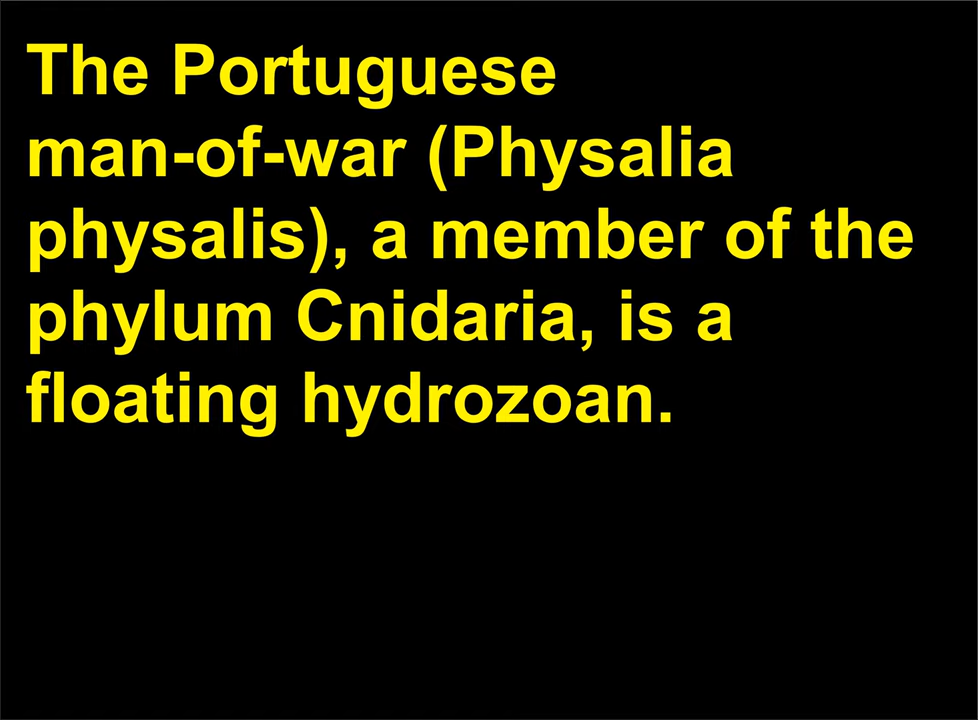 The Portuguese
man-of-war (Physalia
physalis), a member of the
phylum Cnidaria, is a
floating hydrozoan.